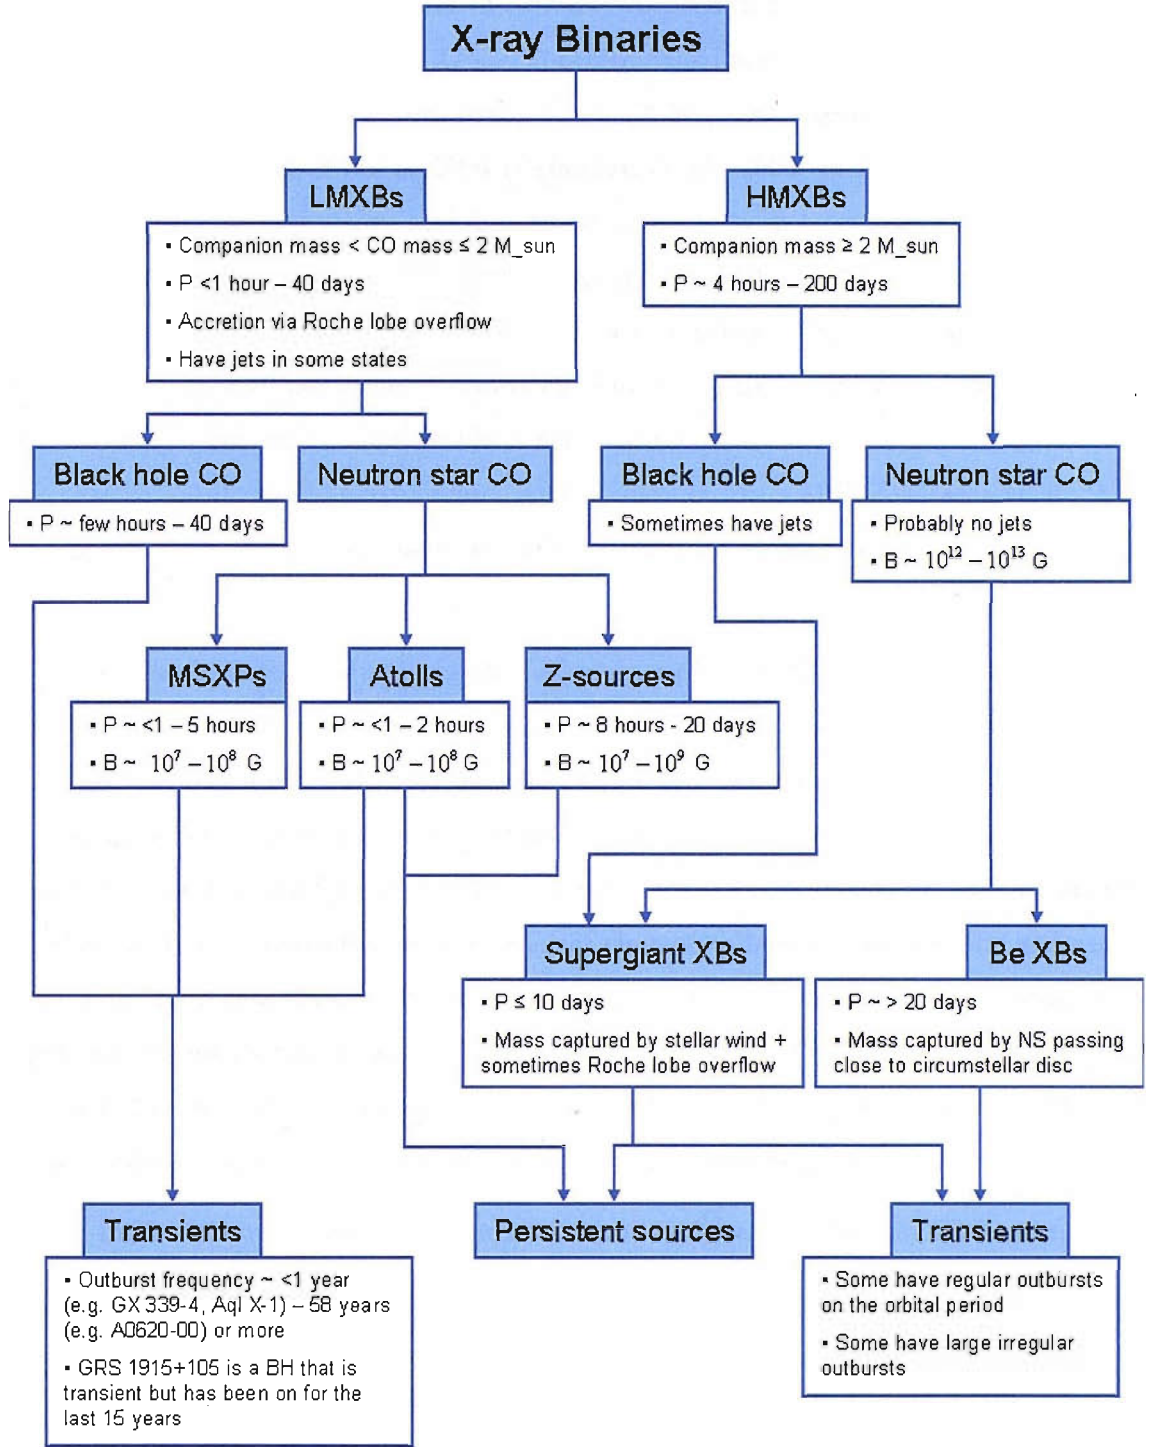 X-ray Binaries
LMXBs
▪ Companion mass < CO mass ≤ 2 M_sun
▪ P <1 hour – 40 days
▪ Accretion via Roche lobe overflow
▪ Have jets in some states
HMXBs
▪ Companion mass ≥ 2 M_sun
▪ P ~ 4 hours – 200 days
Black hole CO
▪ P ~ few hours – 40 days
Neutron star CO
Black hole CO
▪ Sometimes have jets
Neutron star CO
▪ Probably no jets
▪ B ~ 10¹² – 10¹³ G
MSXPs
▪ P ~ <1 – 5 hours
▪ B ~ 10⁷ – 10⁸ G
Atolls
▪ P ~ <1 – 2 hours
▪ B ~ 10⁷ – 10⁸ G
Z-sources
▪ P ~ 8 hours - 20 days
▪ B ~ 10⁷ – 10⁹ G
Supergiant XBs
▪ P ≤ 10 days
▪ Mass captured by stellar wind +
sometimes Roche lobe overflow
Be XBs
▪ P ~ > 20 days
▪ Mass captured by NS passing
close to circumstellar disc
Transients
▪ Outburst frequency ~ <1 year
(e.g. GX 339-4, Aql X-1) – 58 years
(e.g. A0620-00) or more
▪ GRS 1915+105 is a BH that is
transient but has been on for the
last 15 years
Persistent sources
Transients
▪ Some have regular outbursts
on the orbital period
▪ Some have large irregular
outbursts